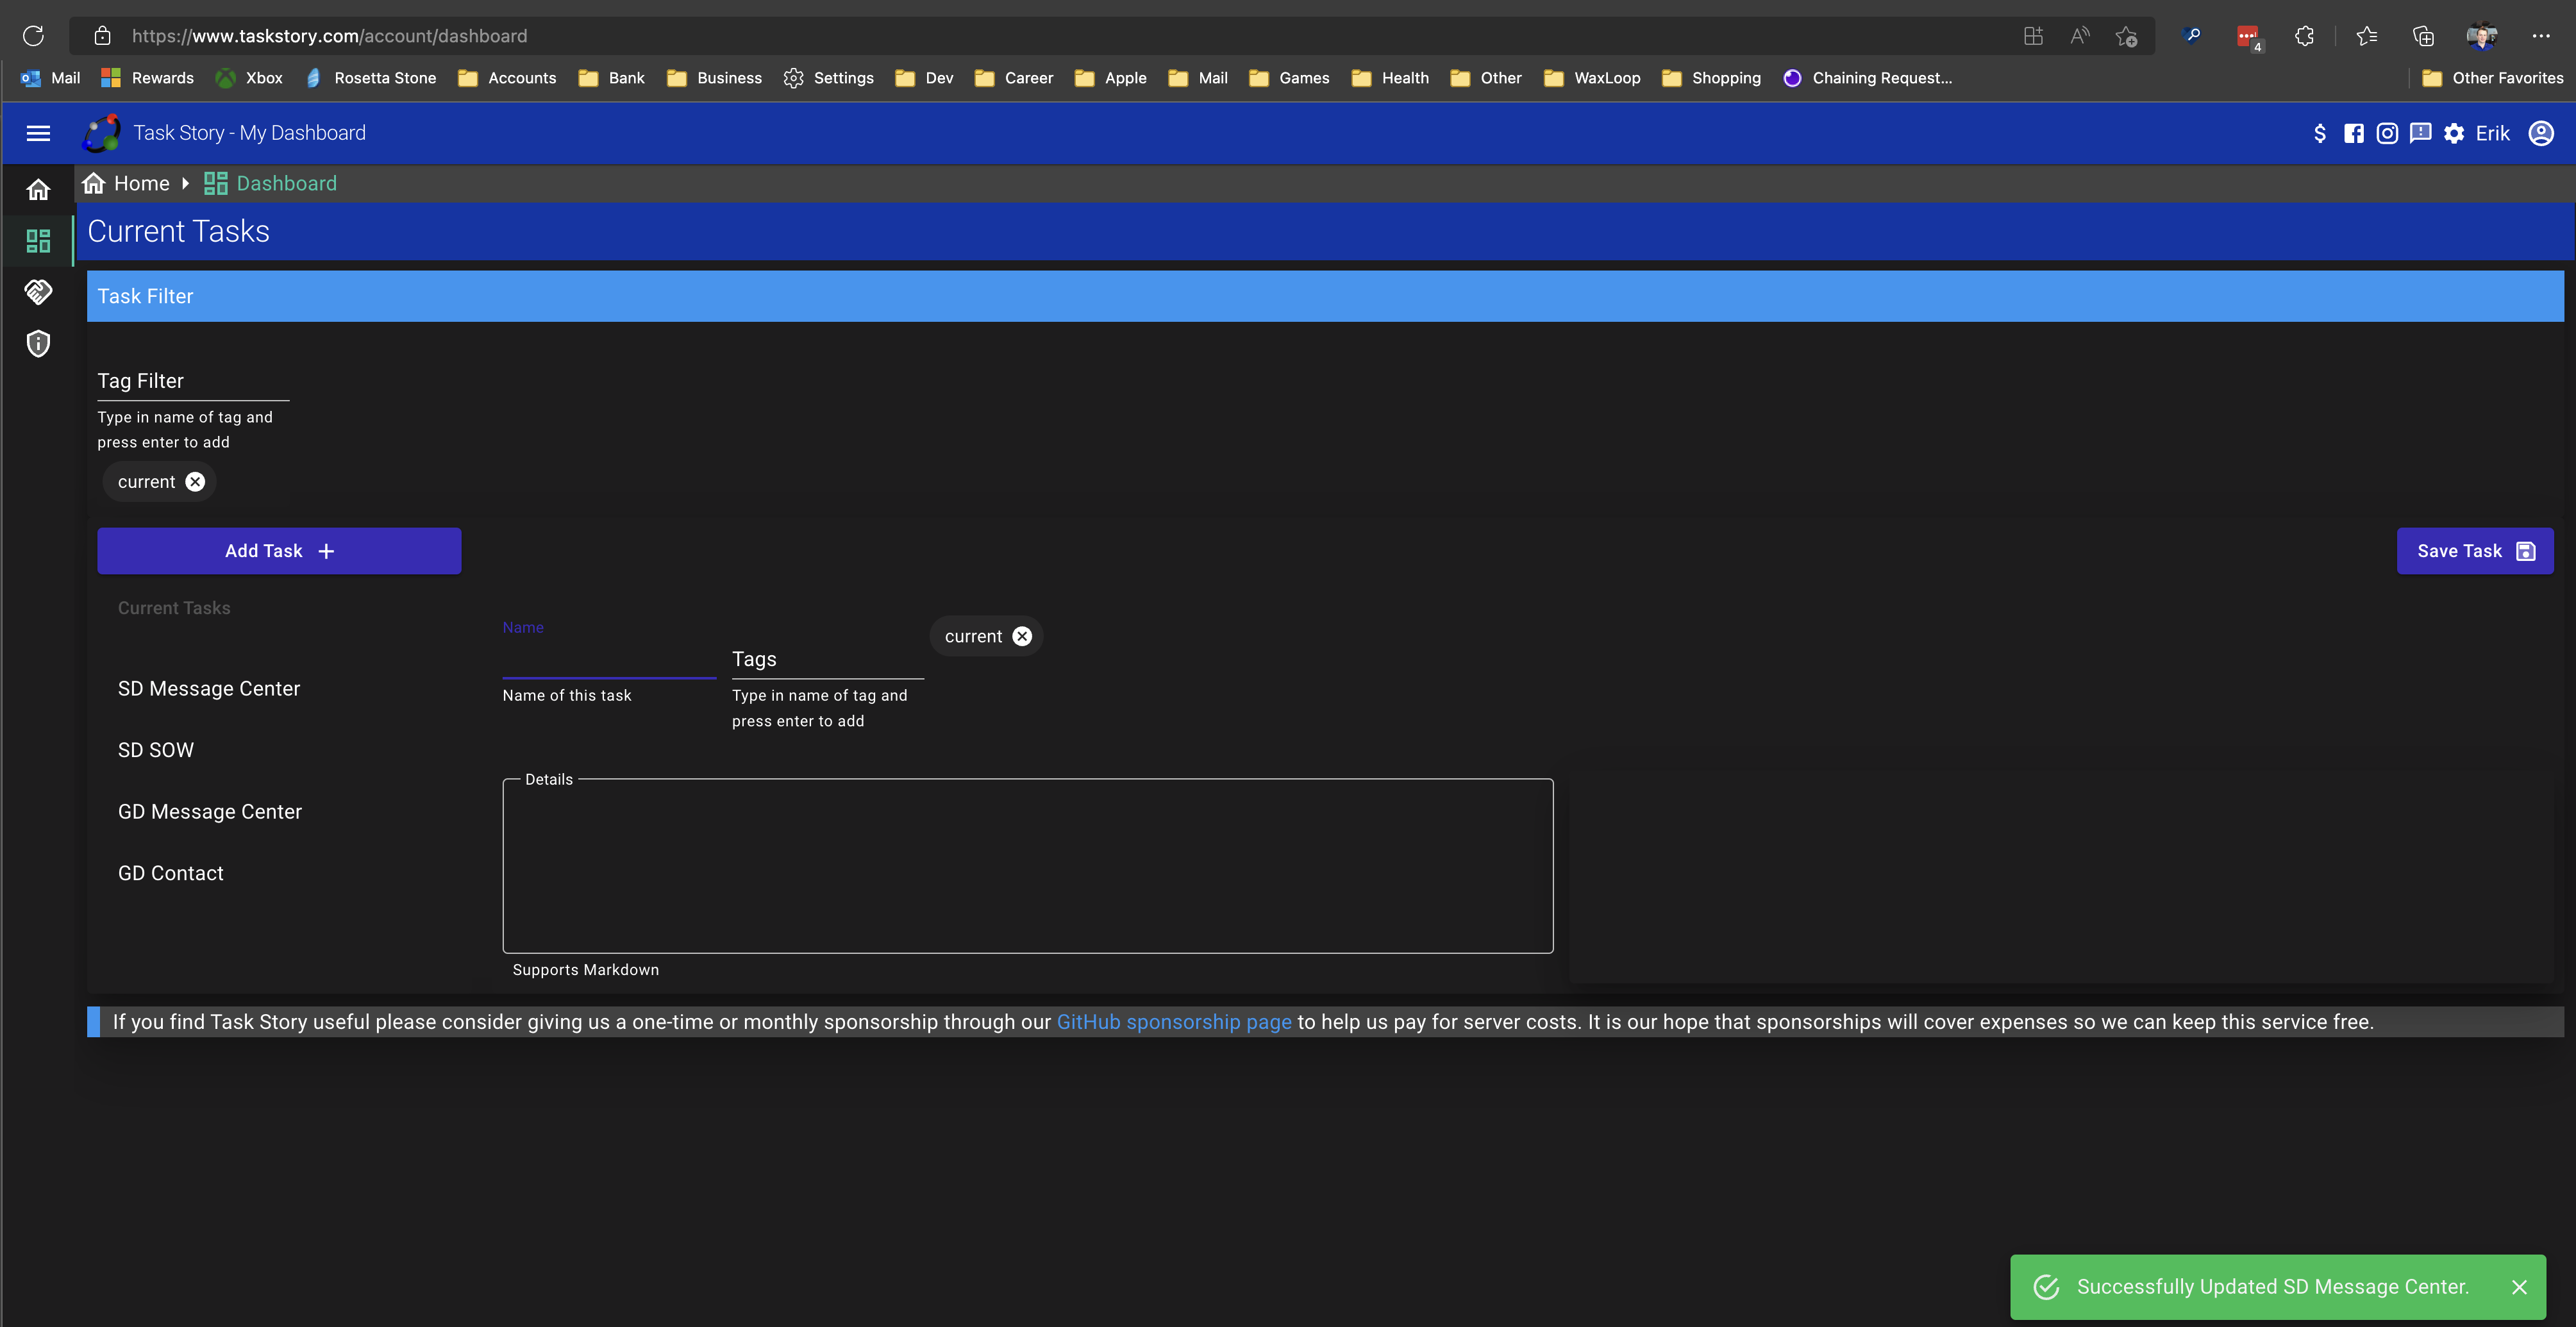 https://www.taskstory.com/account/dashboard
4
Mail Rewards Xbox Rosetta Stone Accounts Bank Business Settings Dev Career Apple Mail Games Health Other WaxLoop Shopping Chaining Request... Other Favorites
Task Story - My Dashboard
Erik
Home Dashboard
Current Tasks
Task Filter
Tag Filter
Type in name of tag and
press enter to add
current
Add Task
Save Task
Current Tasks
SD Message Center
SD SOW
GD Message Center
GD Contact
Name
Name of this task
Tags
Type in name of tag and
press enter to add
current
Details
Supports Markdown
If you find Task Story useful please consider giving us a one-time or monthly sponsorship through our GitHub sponsorship page to help us pay for server costs. It is our hope that sponsorships will cover expenses so we can keep this service free.
Successfully Updated SD Message Center.